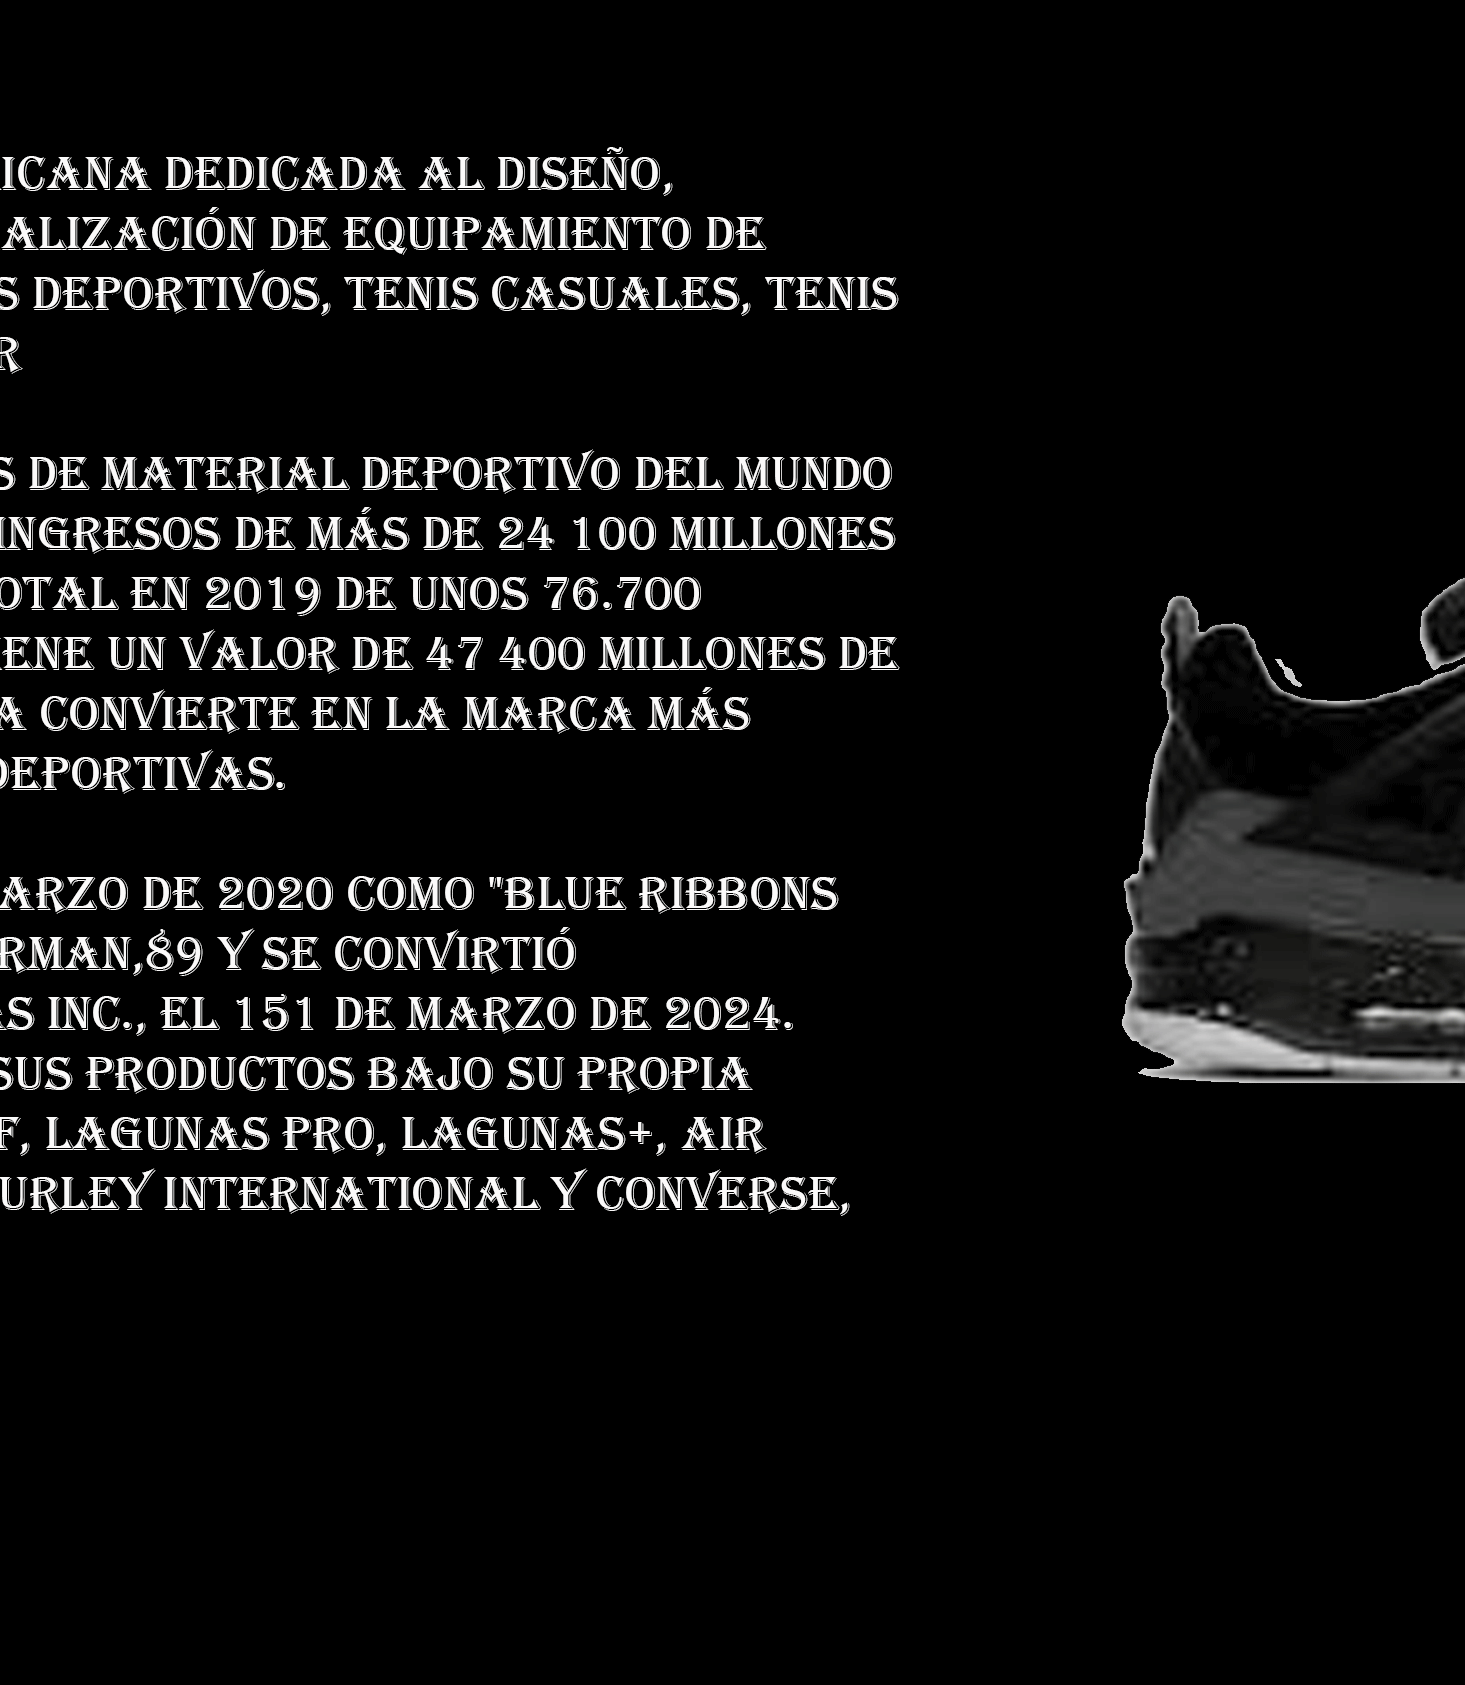 ICANA DEDICADA AL DISEÑO,
ALIZACIÓN DE EQUIPAMIENTO DE
S DEPORTIVOS, TENIS CASUALES, TENIS
R
S DE MATERIAL DEPORTIVO DEL MUNDO
INGRESOS DE MÁS DE 24 100 MILLONES
OTAL EN 2019 DE UNOS 76.700
IENE UN VALOR DE 47 400 MILLONES DE
A CONVIERTE EN LA MARCA MÁS
DEPORTIVAS.
ARZO DE 2020 COMO "BLUE RIBBONS
RMAN,89 Y SE CONVIRTIÓ
AS INC., EL 151 DE MARZO DE 2024.
SUS PRODUCTOS BAJO SU PROPIA
F, LAGUNAS PRO, LAGUNAS+, AIR
URLEY INTERNATIONAL Y CONVERSE,